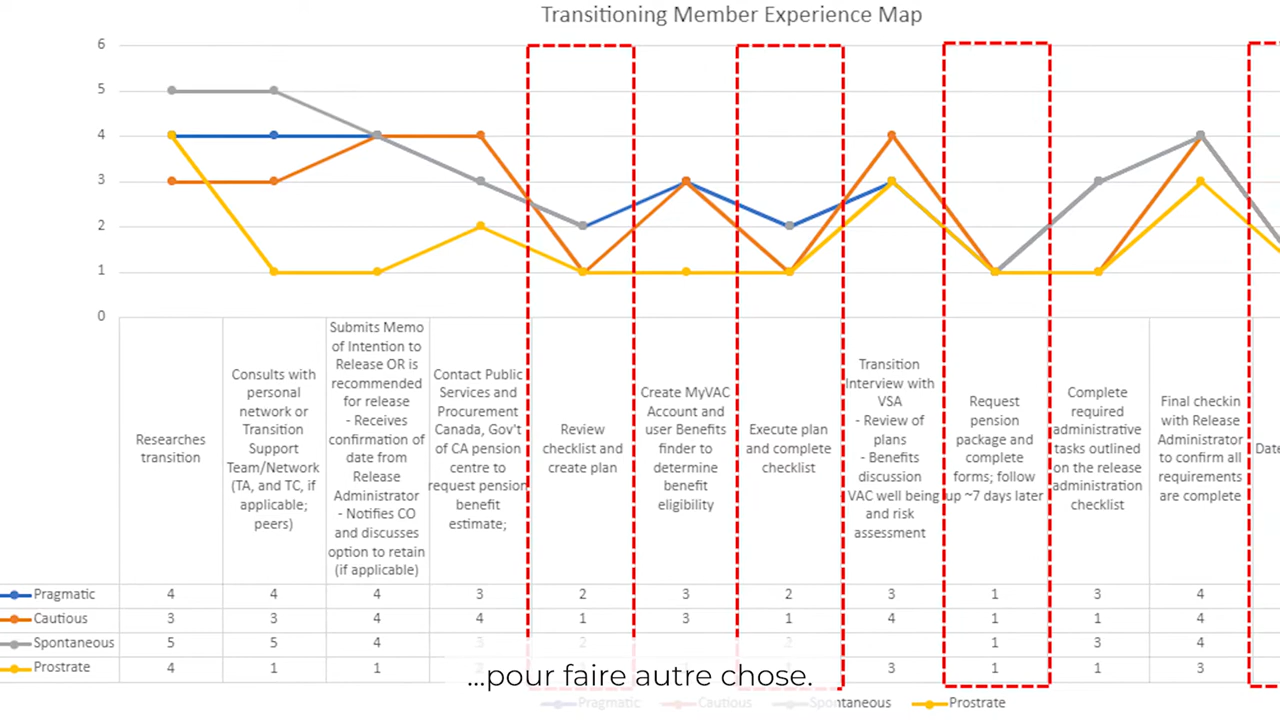 Transitioning Member Experience Map
6
5
4
3
2
1
0
Researches
transition
Consults with
personal
network or
Transition
Support
Team/Network
(TA, and TC, if
applicable;
peers)
Submits Memo
of Intention to
Release OR is
recommended
for release
- Receives
confirmation of
date from
Release
Administrator
- Notifies CO
and discusses
option to retain
(if applicable)
Contact Public
Services and
Procurement
Canada, Gov't
of CA pension
centre to
request pension
benefit
estimate;
Review
checklist and
create plan
Create MyVAC
Account and
user Benefits
finder to
determine
benefit
eligibility
Execute plan
and complete
checklist
Transition
Interview with
VSA
- Review of
plans
- Benefits
discussion
VAC well being
and risk
assessment
Request
pension
package and
complete
forms; follow
up ~7 days later
Complete
required
administrative
tasks outlined
on the release
administration
checklist
Final checkin
with Release
Administrator
to confirm all
requirements
are complete
Date
Pragmatic 4 4 4 3 2 3 2 3 1 3 4
Cautious 3 3 4 4 1 3 1 4 1 1 4
Spontaneous 5 5 4 3 2 2 1 3 4
Prostrate 4 1 1 3 1 1 3
...pour faire autre chose.
Pragmatic Cautious Spontaneous Prostrate